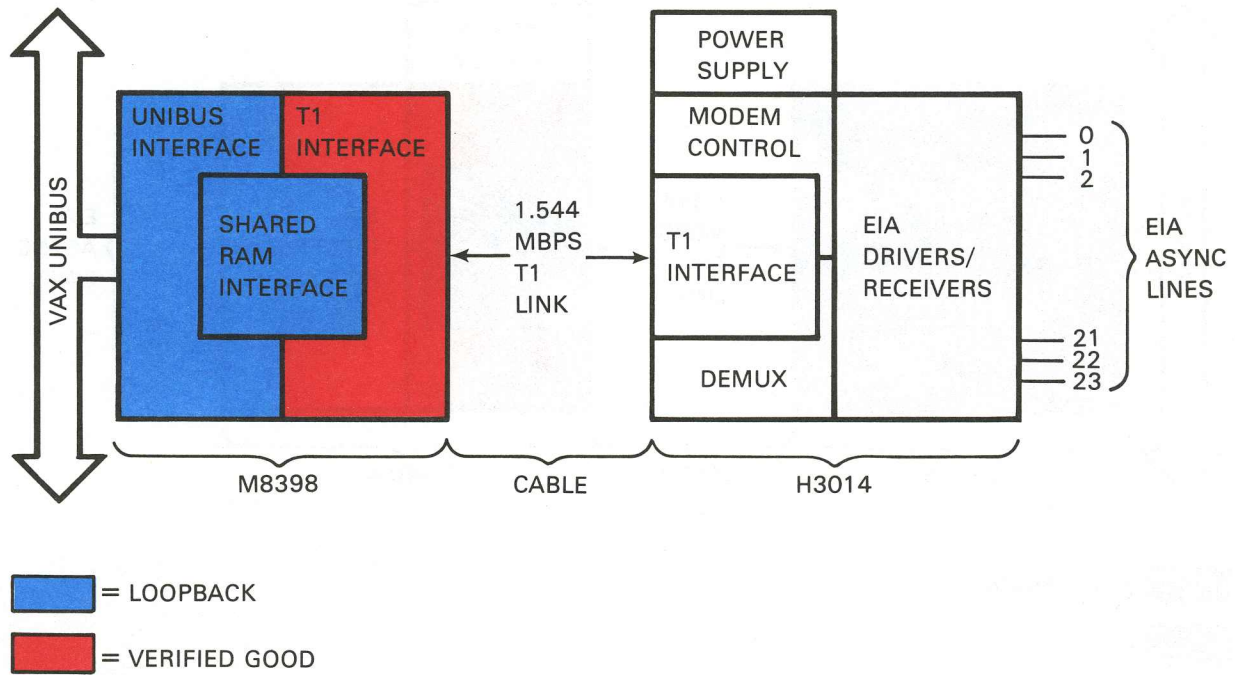 VAX UNIBUS
UNIBUS
INTERFACE
T1
INTERFACE
SHARED
RAM
INTERFACE
1.544
MBPS
T1
LINK
POWER
SUPPLY
MODEM
CONTROL
T1
INTERFACE
DEMUX
EIA
DRIVERS/
RECEIVERS
0
1
2
21
22
23
EIA
ASYNC
LINES
M8398
CABLE
H3014
= LOOPBACK
= VERIFIED GOOD